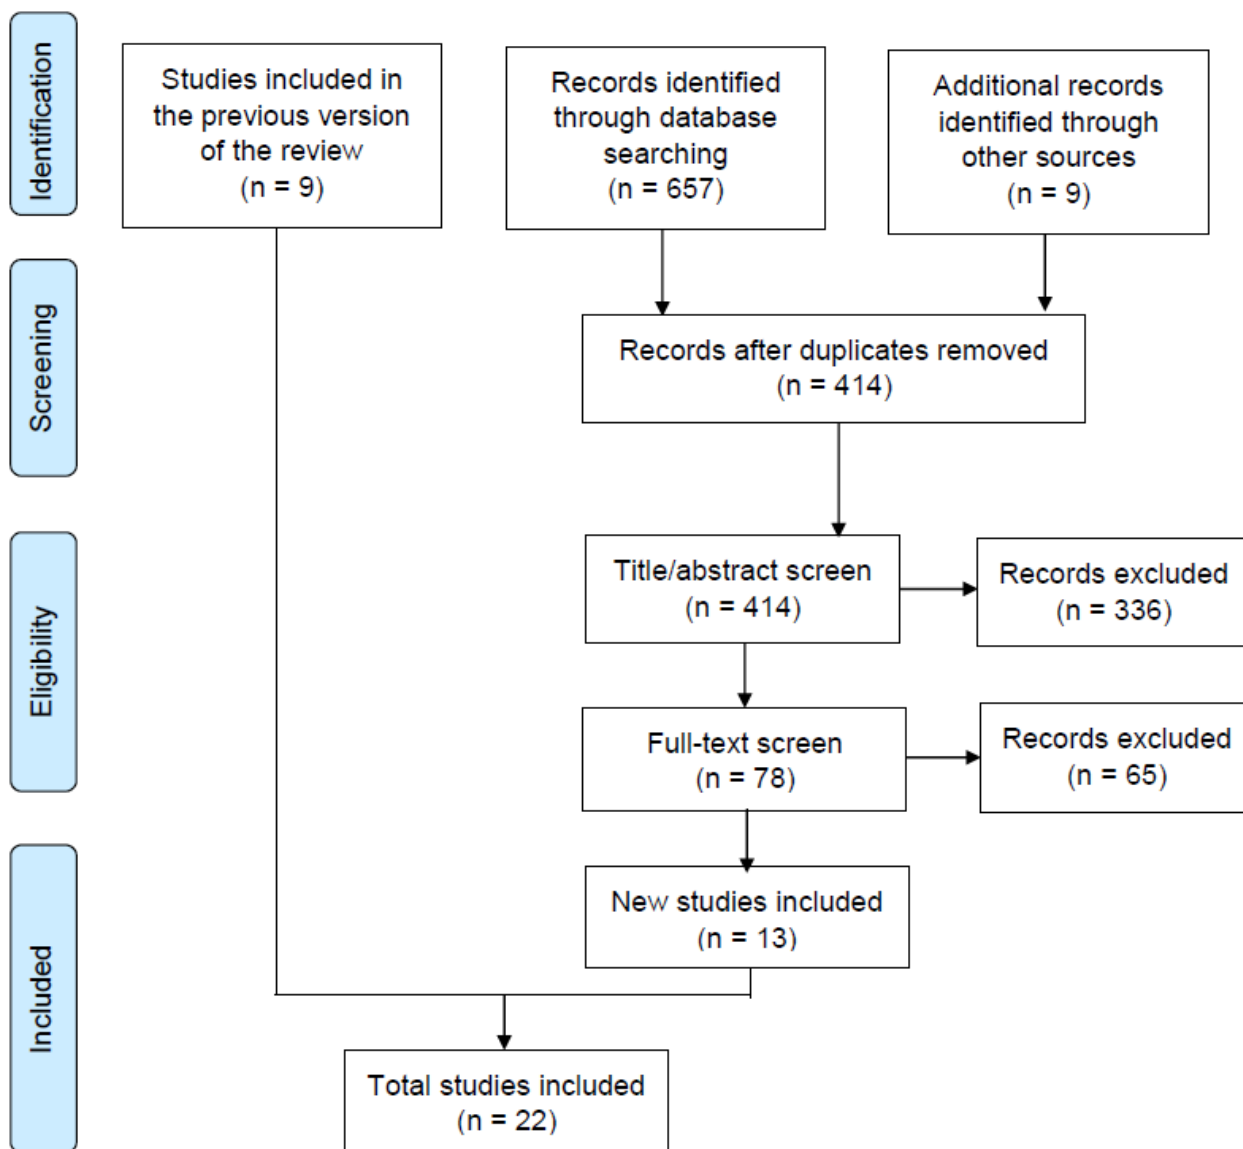 Identification
Studies included in
the previous version
of the review
(n = 9)
Records identified
through database
searching
(n = 657)
Additional records
identified through
other sources
(n = 9)
Screening
Records after duplicates removed
(n = 414)
Eligibility
Title/abstract screen
(n = 414)
Records excluded
(n = 336)
Full-text screen
(n = 78)
Records excluded
(n = 65)
Included
New studies included
(n = 13)
Total studies included
(n = 22)